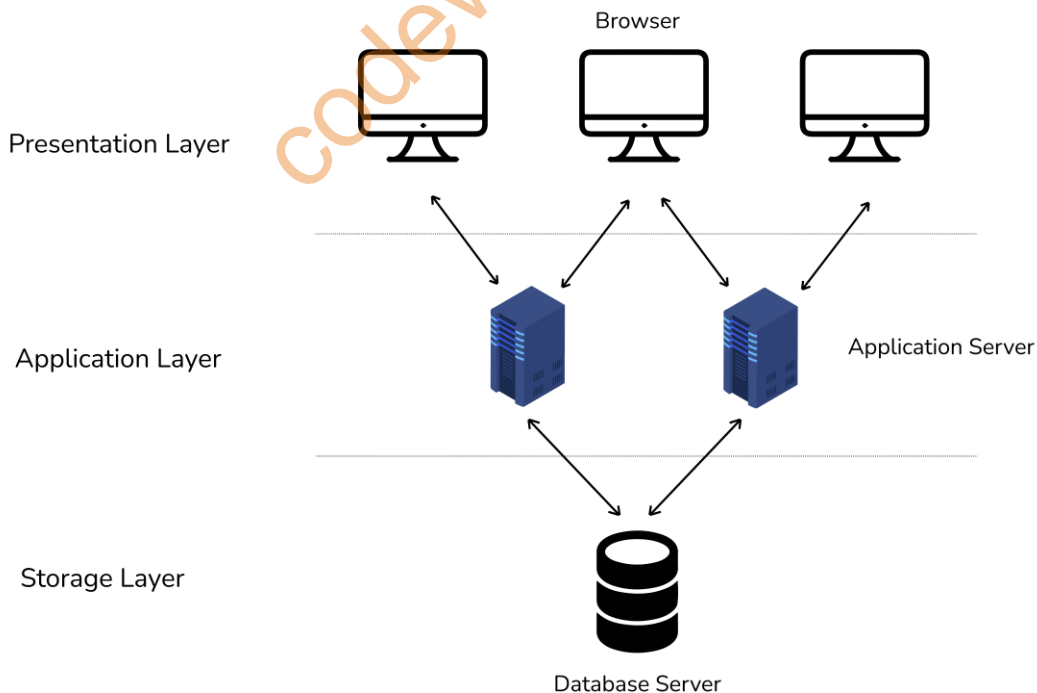 Browser
Presentation Layer
Application Layer
Application Server
Storage Layer
Database Server